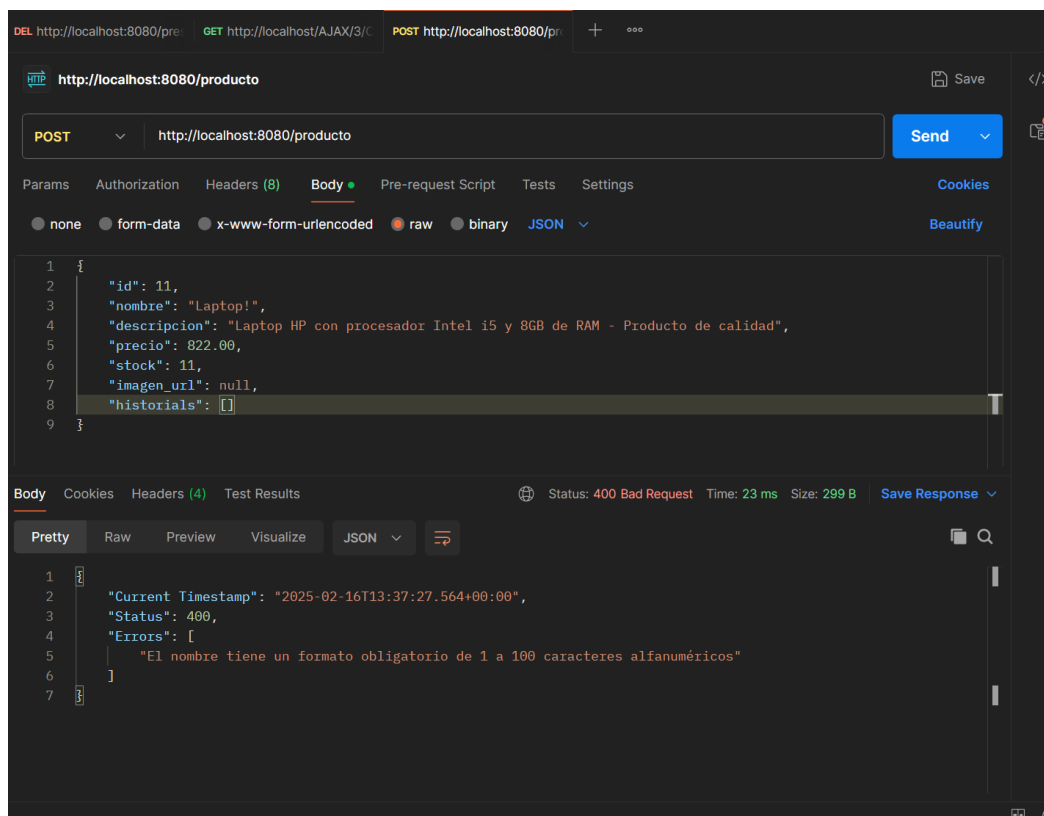 DEL http://localhost:8080/pre GET http://localhost/AJAX/3/C POST http://localhost:8080/pr
HTTP http://localhost:8080/producto Save </>
POST http://localhost:8080/producto Send
Params Authorization Headers (8) Body Pre-request Script Tests Settings Cookies
none form-data x-www-form-urlencoded raw binary JSON Beautify
1 {
2 "id": 11,
3 "nombre": "Laptop!",
4 "descripcion": "Laptop HP con procesador Intel i5 y 8GB de RAM - Producto de calidad",
5 "precio": 822.00,
6 "stock": 11,
7 "imagen_url": null,
8 "historials": []
9 }
Body Cookies Headers (4) Test Results Status: 400 Bad Request Time: 23 ms Size: 299 B Save Response
Pretty Raw Preview Visualize JSON
1 {
2 "Current Timestamp": "2025-02-16T13:37:27.564+00:00",
3 "Status": 400,
4 "Errors": [
5 "El nombre tiene un formato obligatorio de 1 a 100 caracteres alfanuméricos"
6 ]
7 }